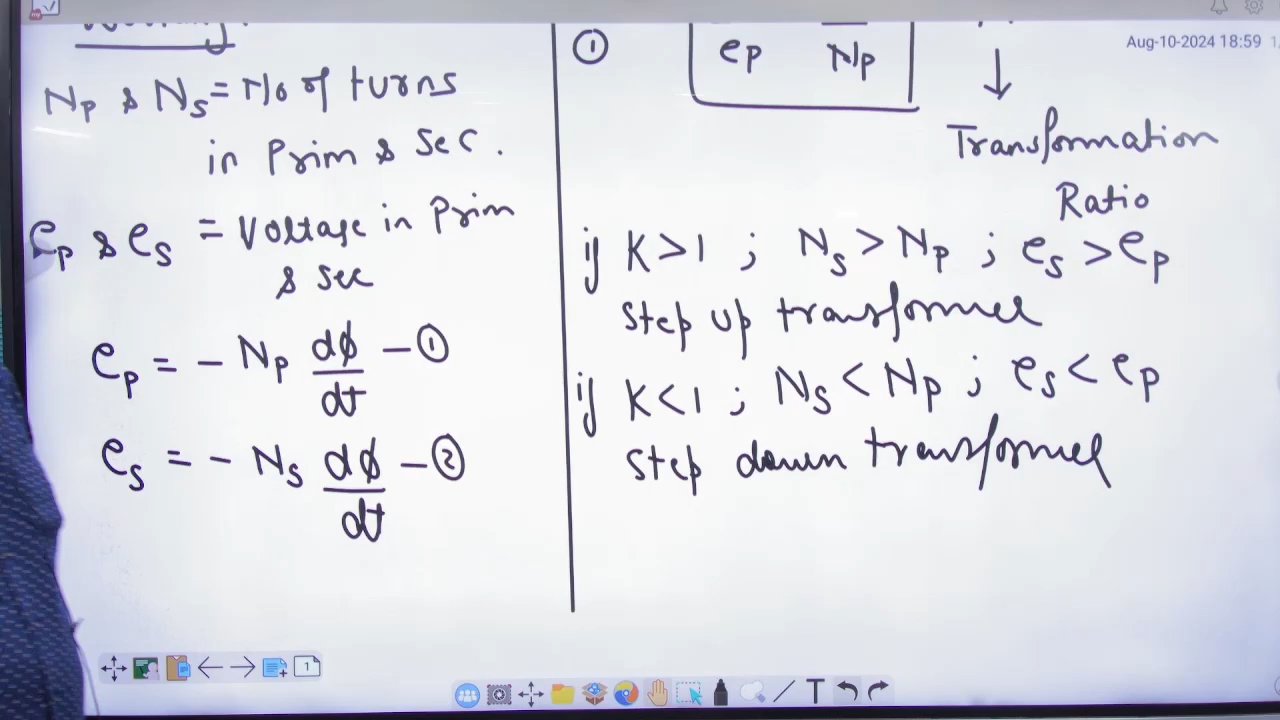 Np & Ns = No of turns
in Prim & Sec.
ep & es = Voltage in Prim
& sec
ep = - Np dφ/dt - ①
es = - Ns dφ/dt - ②
①
ep Np
Aug-10-2024 18:59
↓
Transformation
Ratio
if K>1 ; Ns > Np ; es > ep
Step up transformer
if K<1 ; Ns < Np ; es < ep
Step down transformer
1
T